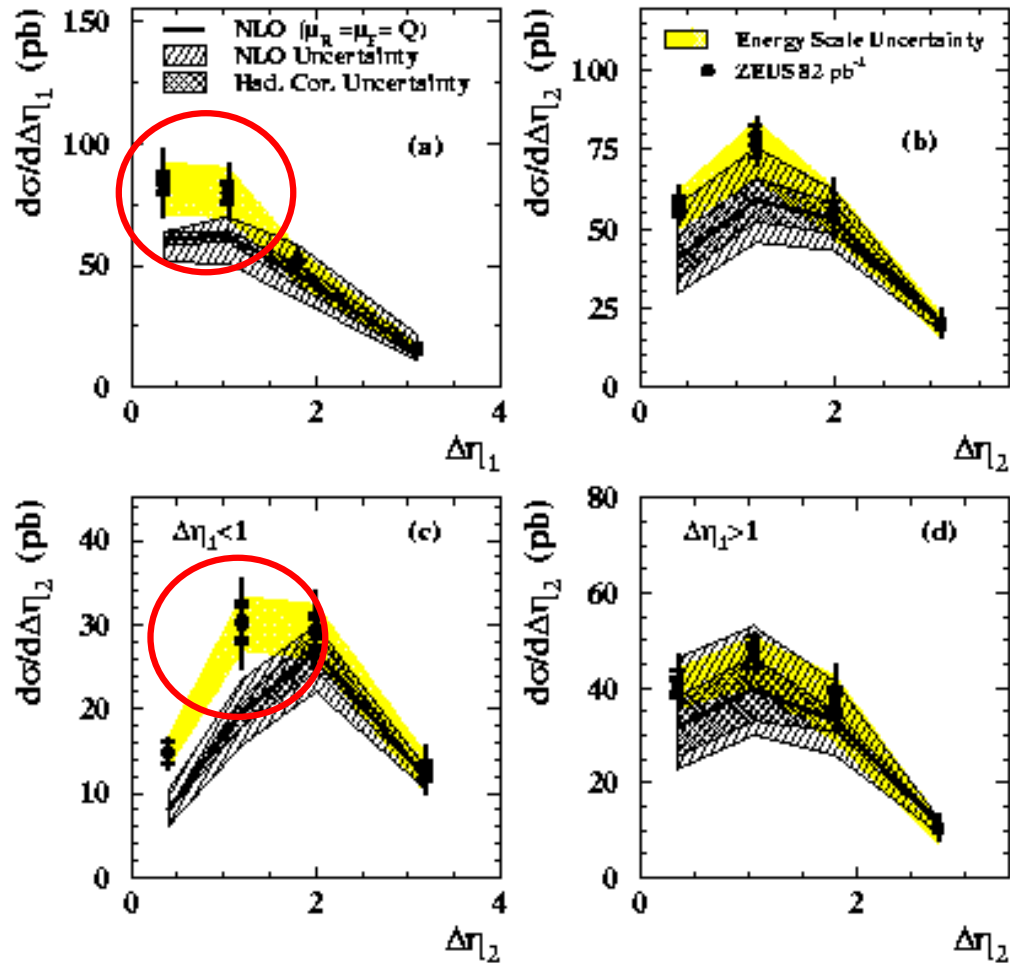 dσ/dΔη₁ (pb)
150
100
50
0
NLO (μ_R = μ_F = Q)
NLO Uncertainty
Had. Cor. Uncertainty
(a)
0 2 4
Δη₁
dσ/dΔη₂ (pb)
100
75
50
25
0
Energy Scale Uncertainty
ZEUS 82 pb⁻¹
(b)
0 2
Δη₂
dσ/dΔη₂ (pb)
40
30
20
10
0
Δη₁<1 (c)
0 2 4
Δη₂
dσ/dΔη₂ (pb)
80
60
40
20
0
Δη₁>1 (d)
0 2
Δη₂